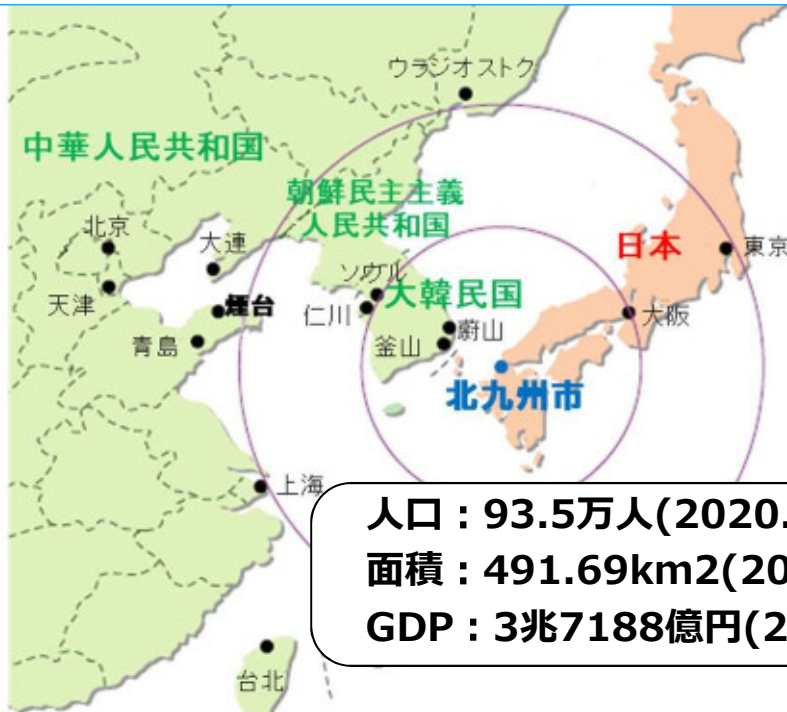 ウラジオストク
中華人民共和国
朝鮮民主主義
人民共和国
北京
大連
日本
東京
ソウル
大韓民国
天津
煙台
仁川
蔚山
大阪
青島
釜山
北九州市
上海
人口：93.5万人(2020.
面積：491.69km2(20
GDP：3兆7188億円(2
台北